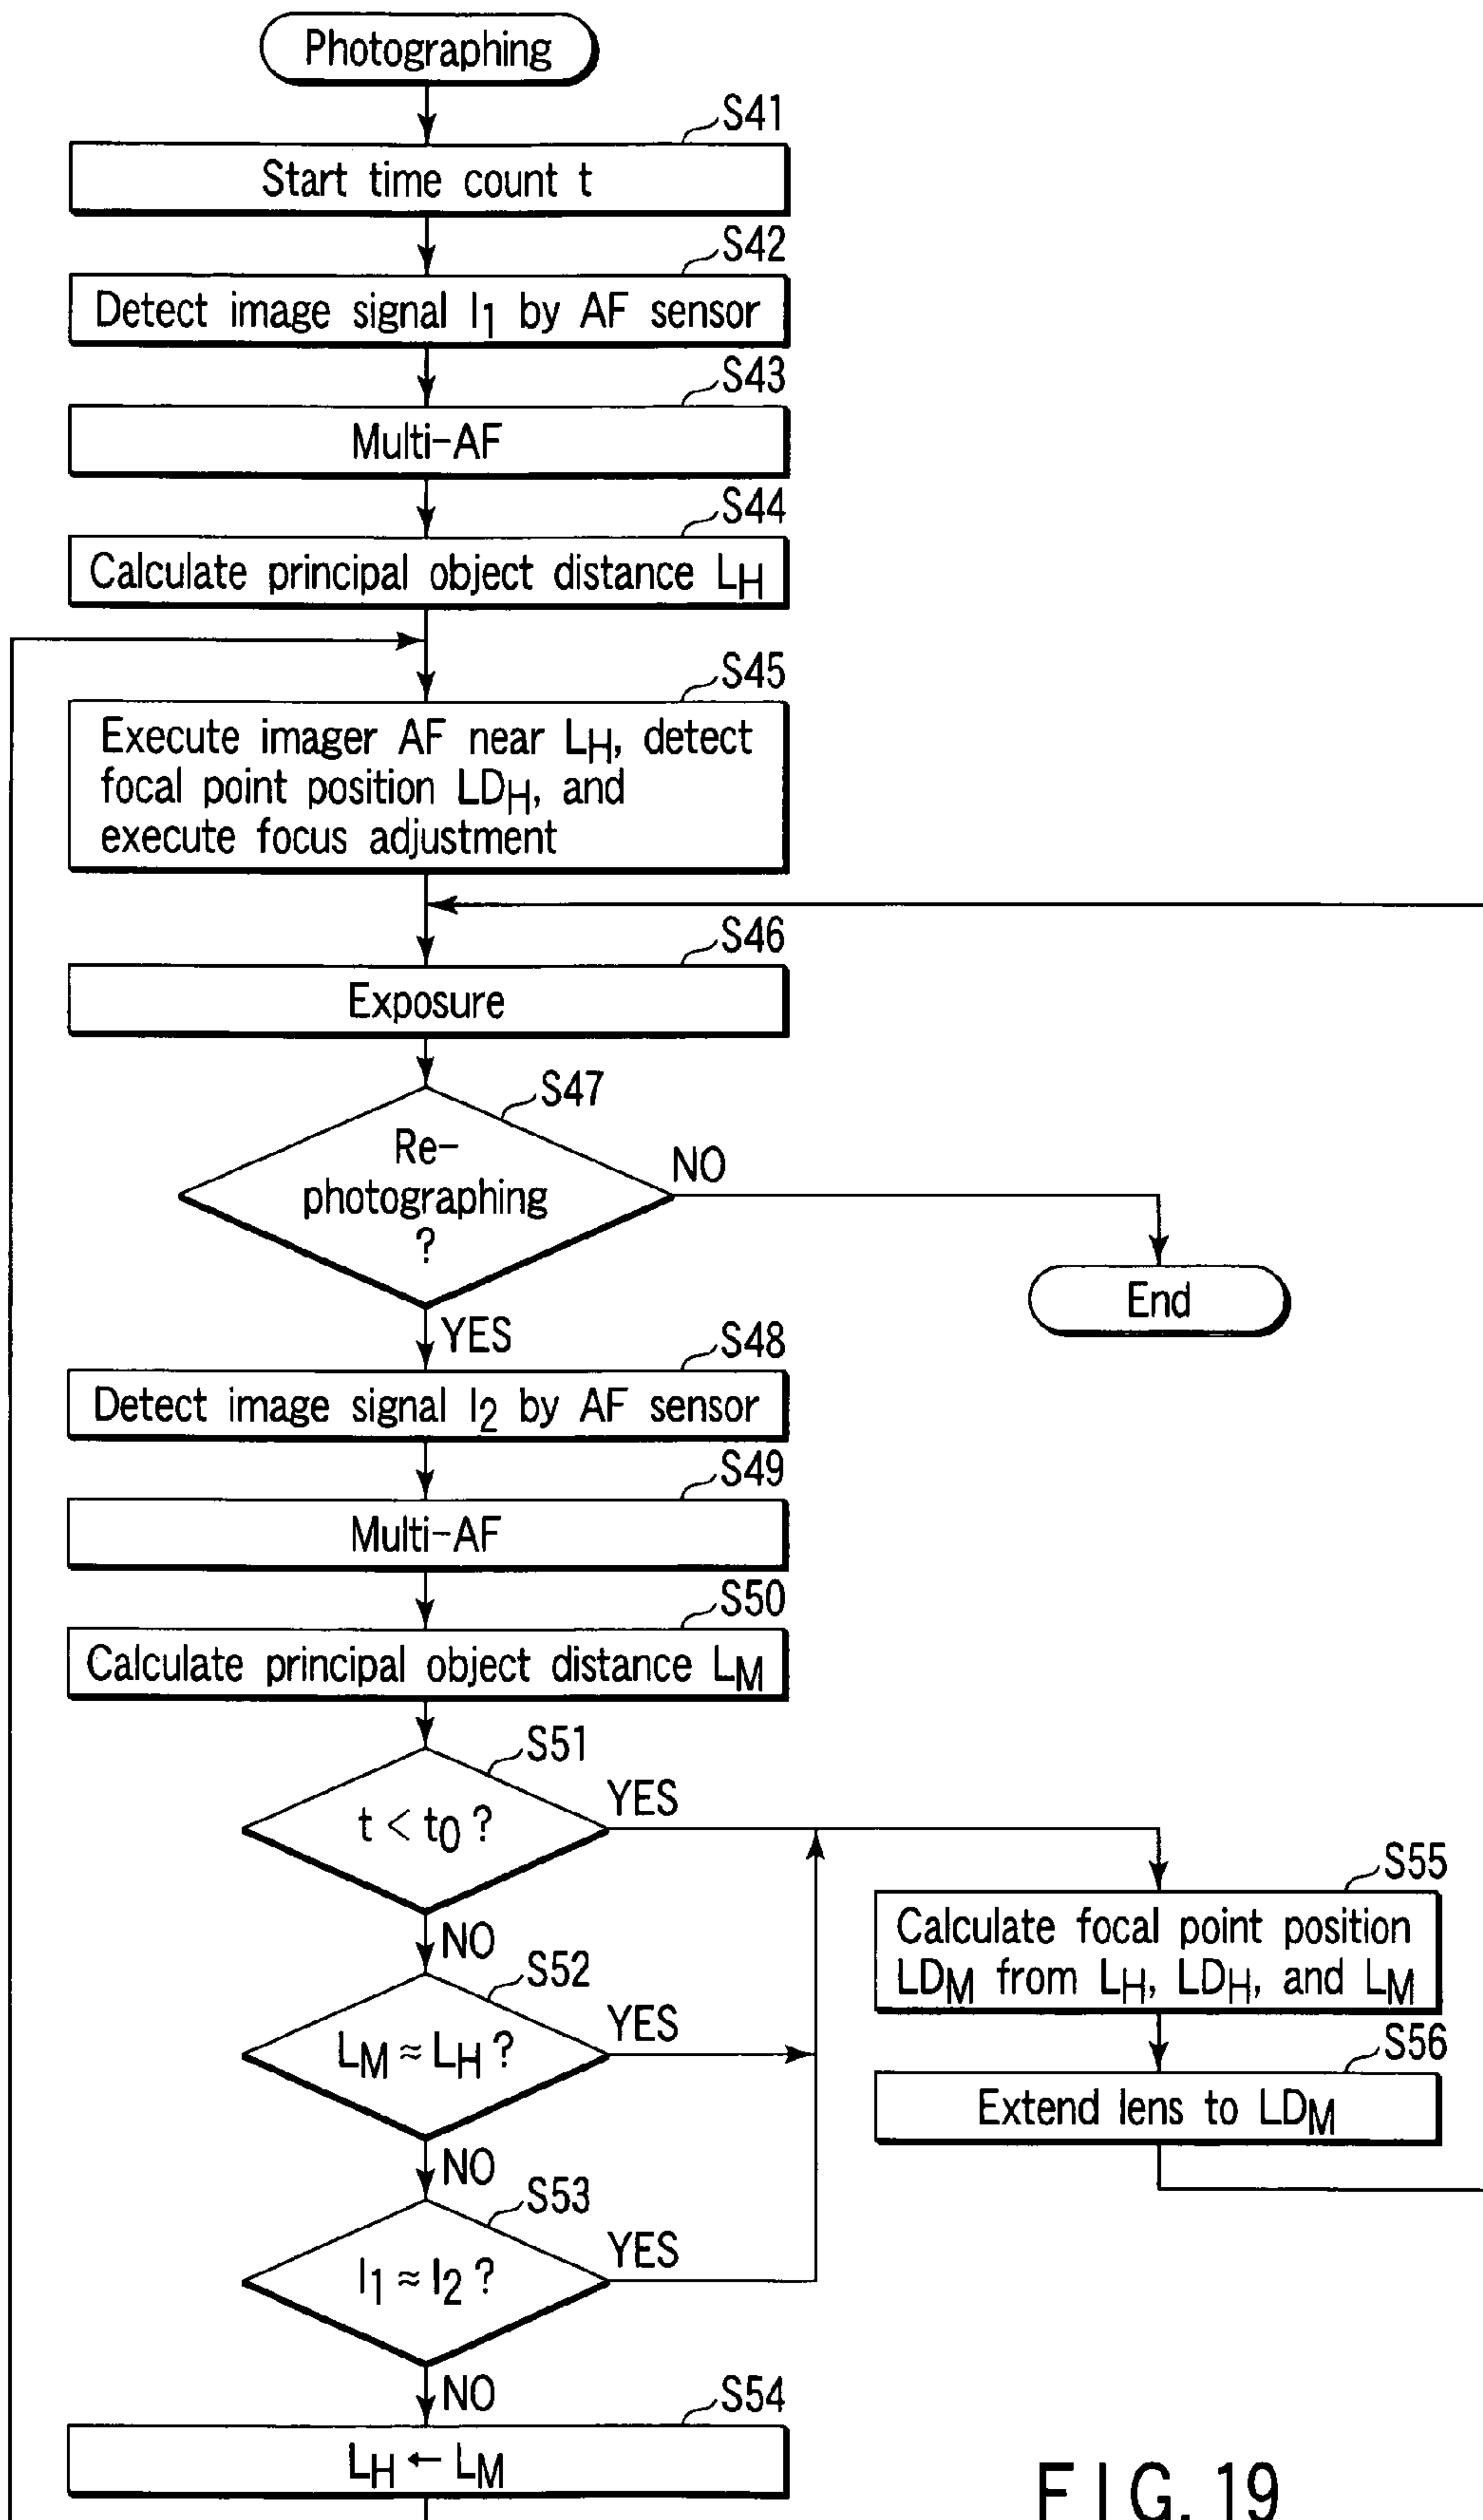 Photographing
S41
Start time count t
S42
Detect image signal I1 by AF sensor
S43
Multi-AF
S44
Calculate principal object distance LH
S45
Execute imager AF near LH, detect
focal point position LDH, and
execute focus adjustment
S46
Exposure
S47
Re-
photographing
?
NO
End
YES
S48
Detect image signal I2 by AF sensor
S49
Multi-AF
S50
Calculate principal object distance LM
S51
t < t0 ?
YES
NO
S55
Calculate focal point position
LDM from LH, LDH, and LM
S52
LM ≈ LH ?
YES
NO
S56
Extend lens to LDM
S53
I1 ≈ I2 ?
YES
NO
S54
LH ← LM
FIG. 19